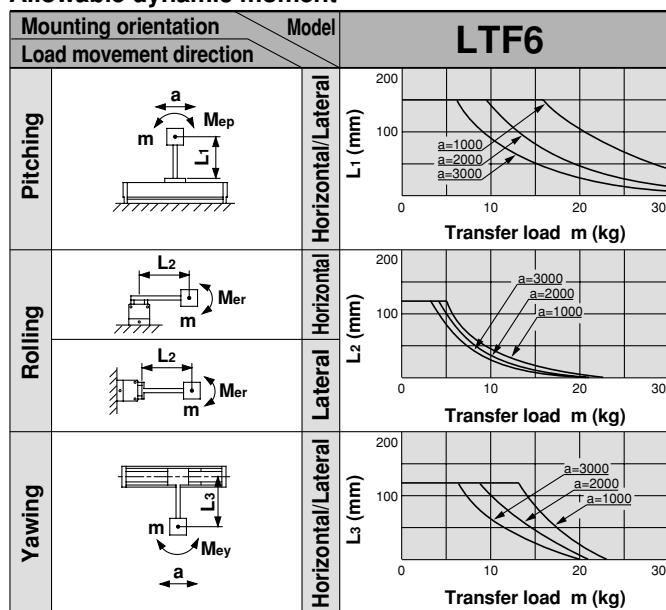 Allowable dynamic moment
Mounting orientation
Model
Load movement direction
LTF6
Pitching
a
Mep
m
L1
Horizontal/Lateral
L1 (mm)
200
100
a=1000
a=2000
a=3000
0 10 20 30
Transfer load m (kg)
Rolling
L2
Mer
m
Horizontal
L2
Mer
m
Lateral
L2 (mm)
200
100
a=3000
a=2000
a=1000
0 10 20 30
Transfer load m (kg)
Yawing
L3
m
Mey
a
Horizontal/Lateral
L3 (mm)
200
100
a=3000
a=2000
a=1000
0 10 20 30
Transfer load m (kg)